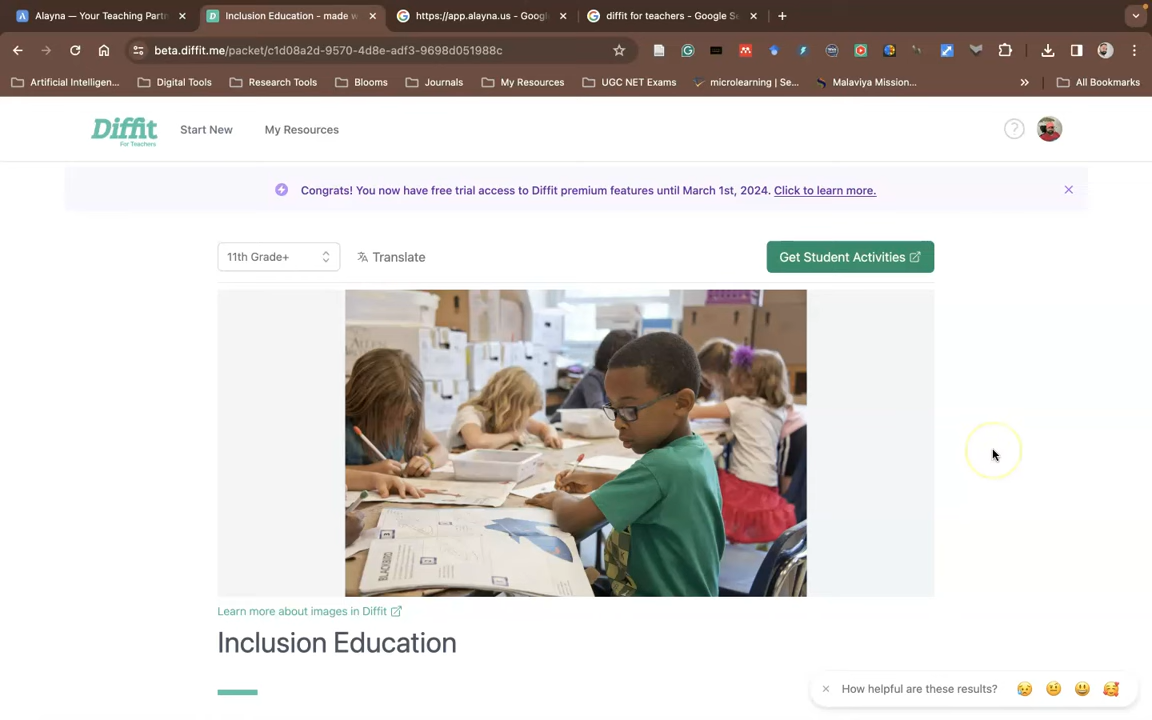 Alayna — Your Teaching Partn
Inclusion Education - made w
https://app.alayna.us - Googl
diffit for teachers - Google Se
beta.diffit.me/packet/c1d08a2d-9570-4d8e-adf3-9698d051988c
Artificial Intelligen...
Digital Tools
Research Tools
Blooms
Journals
My Resources
UGC NET Exams
microlearning | Se...
Malaviya Mission...
All Bookmarks
Diffit
For Teachers
Start New
My Resources
Congrats! You now have free trial access to Diffit premium features until March 1st, 2024. Click to learn more.
11th Grade+
Translate
Get Student Activities
BLACKBIRD
Learn more about images in Diffit
Inclusion Education
How helpful are these results?